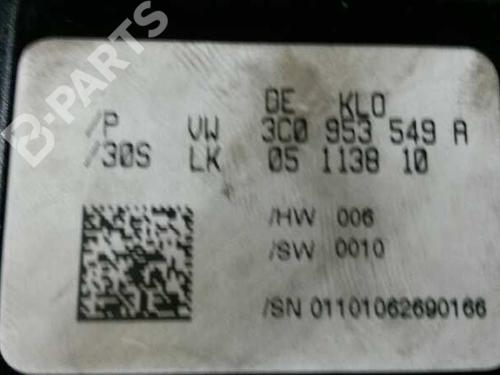 B-PARTS
DE KLO
/P VW 3C0 953 549 A
/30S LK 05 1138 10
/HW 006
/SW 0010
/SN 01101062690166